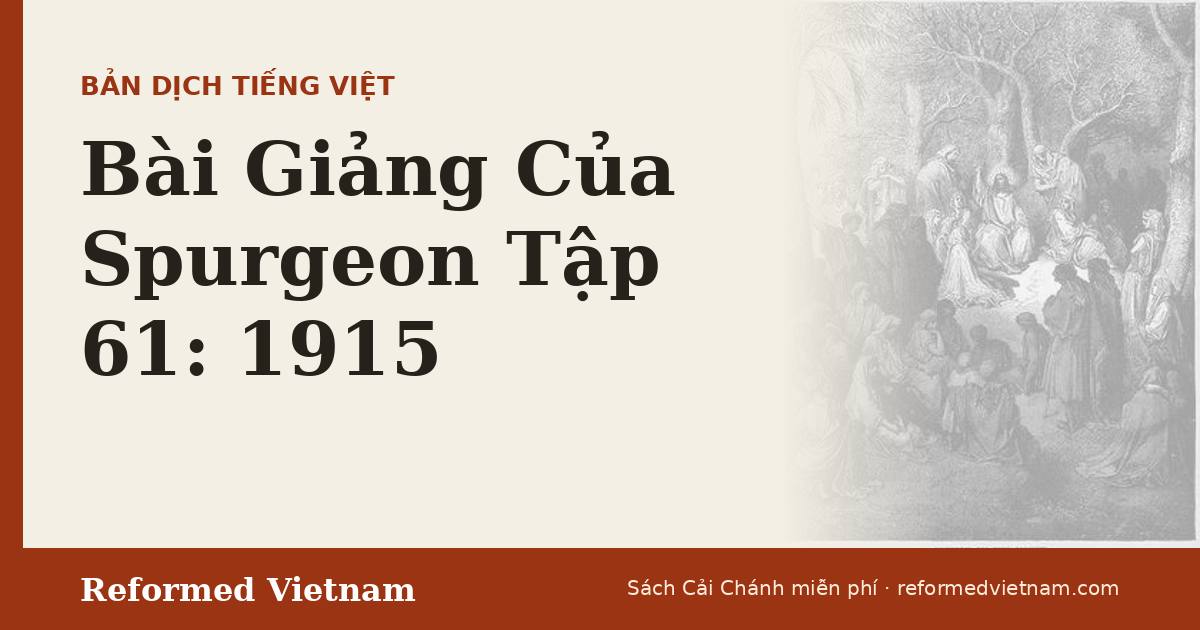 BẢN DỊCH TIẾNG VIỆT
Bài Giảng Của
Spurgeon Tập
61: 1915
Reformed Vietnam
Sách Cải Chánh miễn phí · reformedvietnam.com